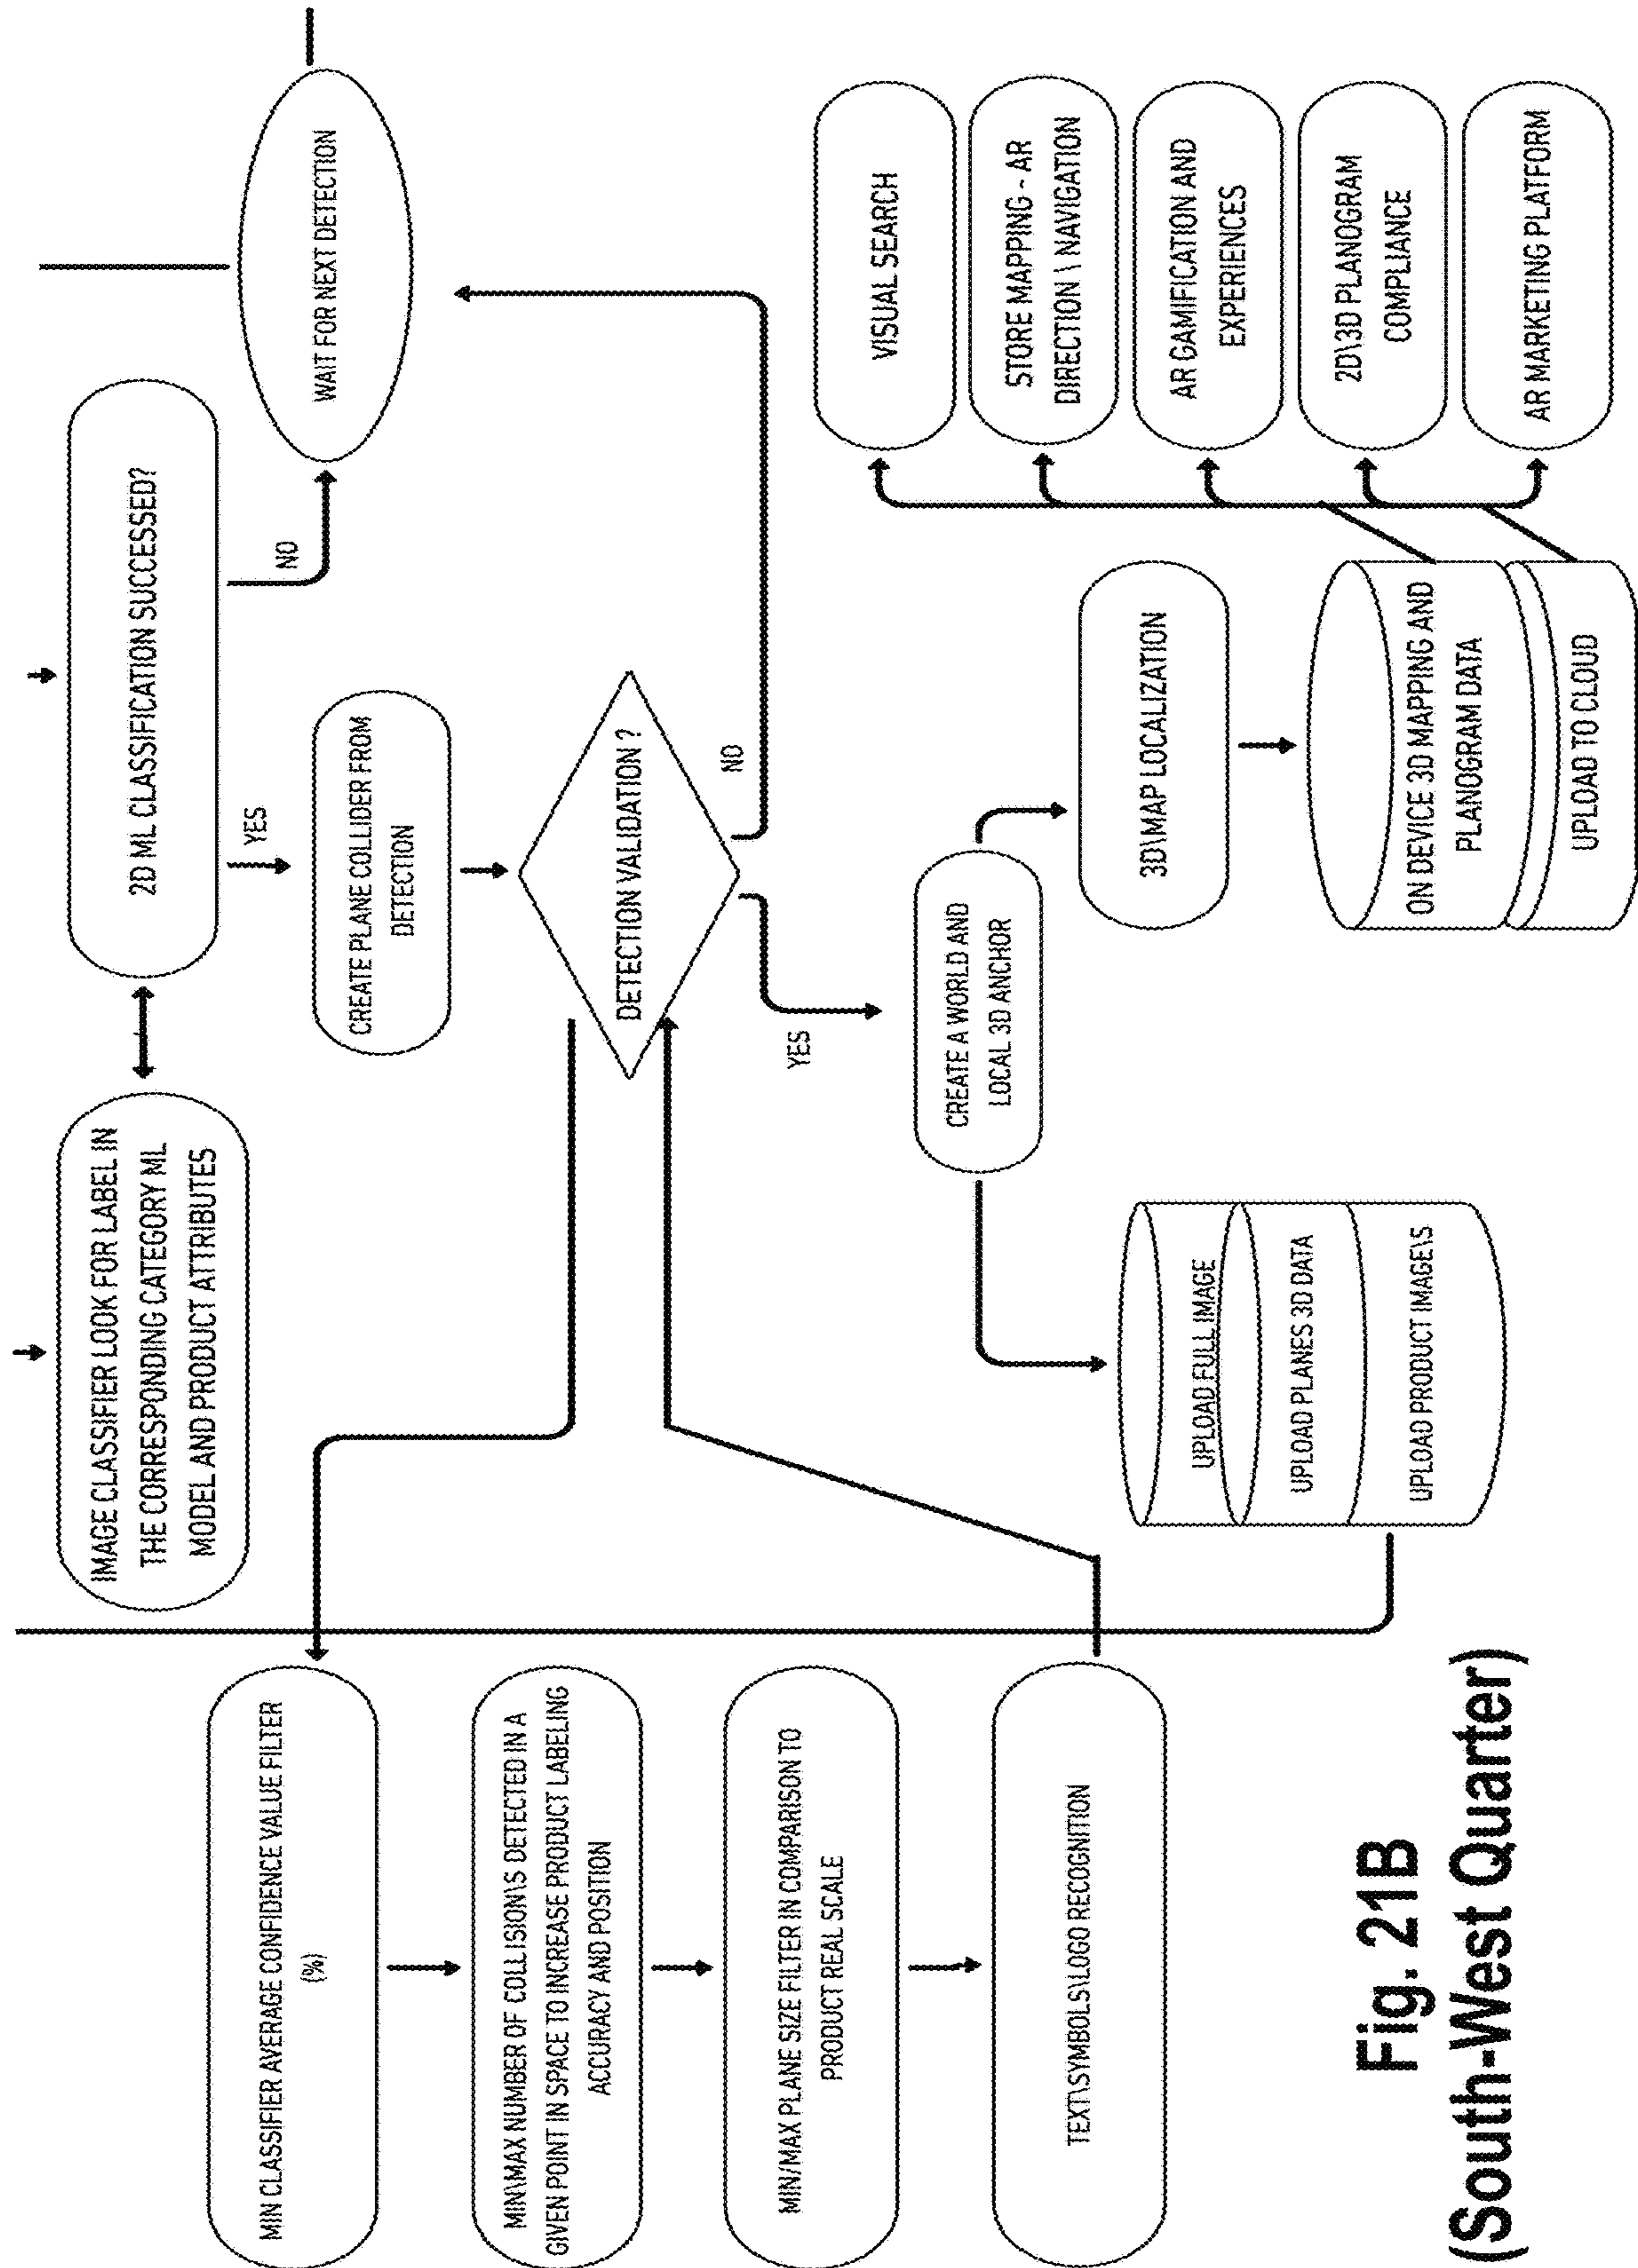 IMAGE CLASSIFIER LOOK FOR LABEL IN
THE CORRESPONDING CATEGORY ML
MODEL AND PRODUCT ATTRIBUTES
2D ML CLASSIFICATION SUCCESSED?
NO
WAIT FOR NEXT DETECTION
YES
CREATE PLANE COLLIDER FROM
DETECTION
DETECTION VALIDATION ?
NO
YES
MIN CLASSIFIER AVERAGE CONFIDENCE VALUE FILTER
(%)
MIN\MAX NUMBER OF COLLISION\S DETECTED IN A
GIVEN POINT IN SPACE TO INCREASE PRODUCT LABELING
ACCURACY AND POSITION
MIN/MAX PLANE SIZE FILTER IN COMPARISON TO
PRODUCT REAL SCALE
TEXT\SYMBOLS\LOGO RECOGNITION
CREATE A WORLD AND
LOCAL 3D ANCHOR
UPLOAD FULL IMAGE
UPLOAD PLANES 3D DATA
UPLOAD PRODUCT IMAGE\S
3D\MAP LOCALIZATION
ON DEVICE 3D MAPPING AND
PLANOGRAM DATA
UPLOAD TO CLOUD
VISUAL SEARCH
STORE MAPPING - AR
DIRECTION \ NAVIGATION
AR GAMIFICATION AND
EXPERIENCES
2D\3D PLANOGRAM
COMPLIANCE
AR MARKETING PLATFORM
Fig. 21B
(South-West Quarter)